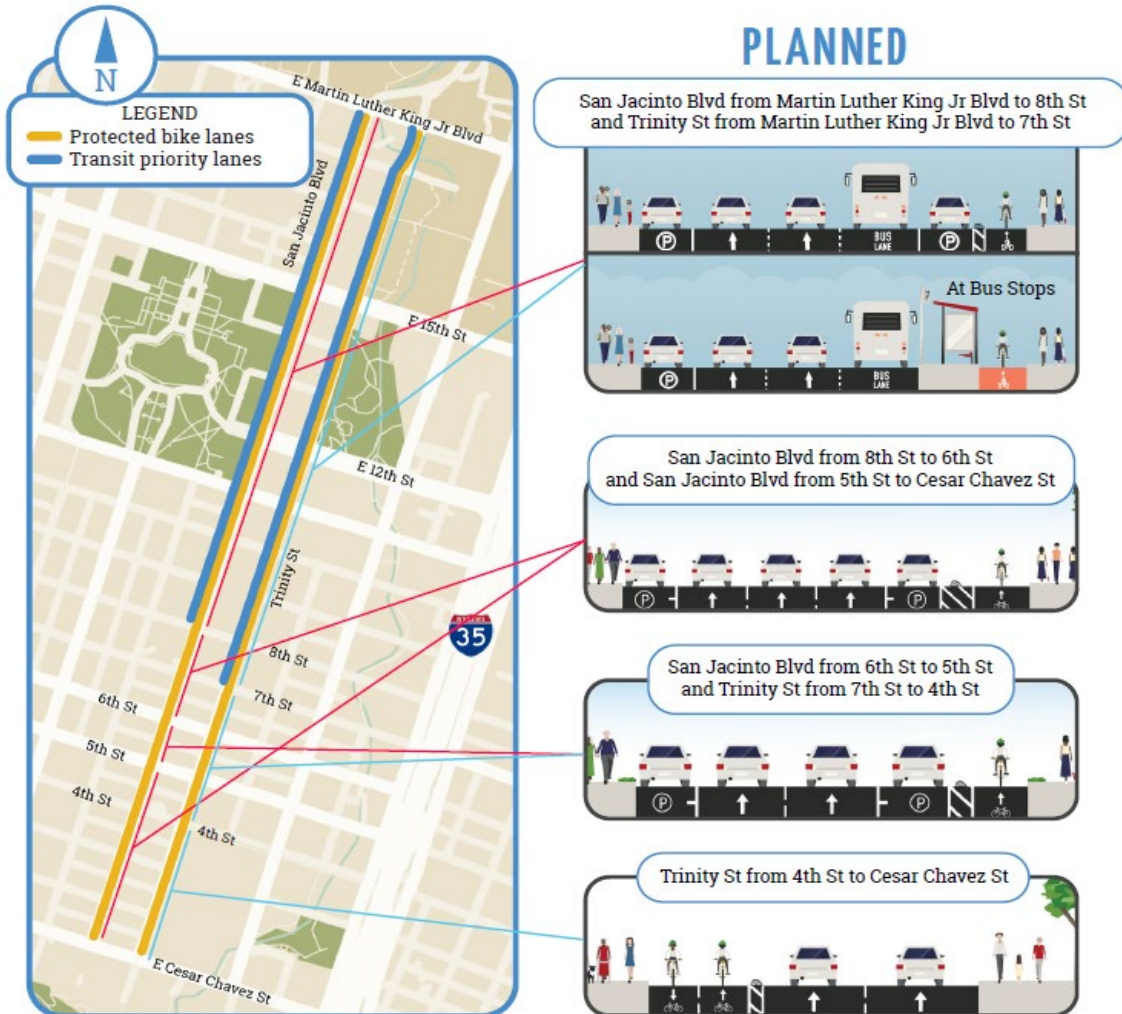 N
LEGEND
Protected bike lanes
Transit priority lanes
E Martin Luther King Jr Blvd
San Jacinto Blvd
E 15th St
E 12th St
Trinity St
35
8th St
7th St
6th St
5th St
4th St
4th St
E Cesar Chavez St
PLANNED
San Jacinto Blvd from Martin Luther King Jr Blvd to 8th St
and Trinity St from Martin Luther King Jr Blvd to 7th St
P
BUS
LANE
P
At Bus Stops
P
BUS
LANE
San Jacinto Blvd from 8th St to 6th St
and San Jacinto Blvd from 5th St to Cesar Chavez St
P
P
San Jacinto Blvd from 6th St to 5th St
and Trinity St from 7th St to 4th St
P
P
Trinity St from 4th St to Cesar Chavez St